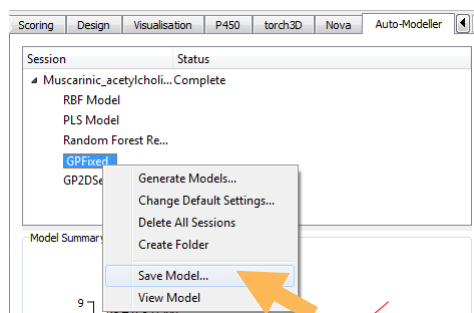 Scoring Design Visualisation P450 torch3D Nova Auto-Modeller
Session Status
Muscarinic_acetylcholi... Complete
RBF Model
PLS Model
Random Forest Re...
GPFixed
GP2DSe
Generate Models...
Change Default Settings...
Delete All Sessions
Create Folder
Save Model...
View Model
Model Summary
9